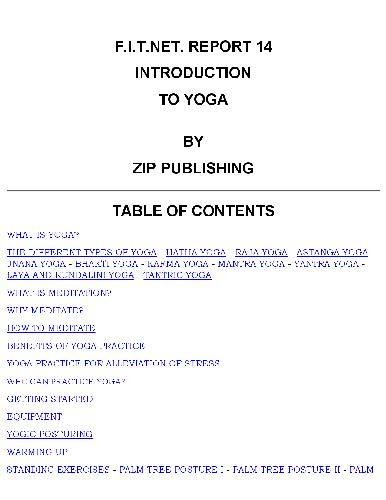 F.I.T.NET. REPORT 14
INTRODUCTION
TO YOGA
BY
ZIP PUBLISHING
TABLE OF CONTENTS
WHAT IS YOGA?
THE DIFFERENT TYPES OF YOGA - HATHA YOGA - RAJA YOGA - ASTANGA YOGA
JNANA YOGA - BHAKTI YOGA - KARMA YOGA - MANTRA YOGA - YANTRA YOGA -
LAYA AND KUNDALINI YOGA - TANTRIC YOGA
WHAT IS MEDITATION?
WHY MEDITATE?
HOW TO MEDITATE
BENEFITS OF YOGA PRACTICE
YOGA PRACTICE FOR ALLEVIATION OF STRESS
WHO CAN PRACTICE YOGA?
GETTING STARTED
EQUIPMENT
YOGIC POSTURING
WARMING UP
STANDING EXERCISES - PALM TREE POSTURE I - PALM TREE POSTURE II - PALM